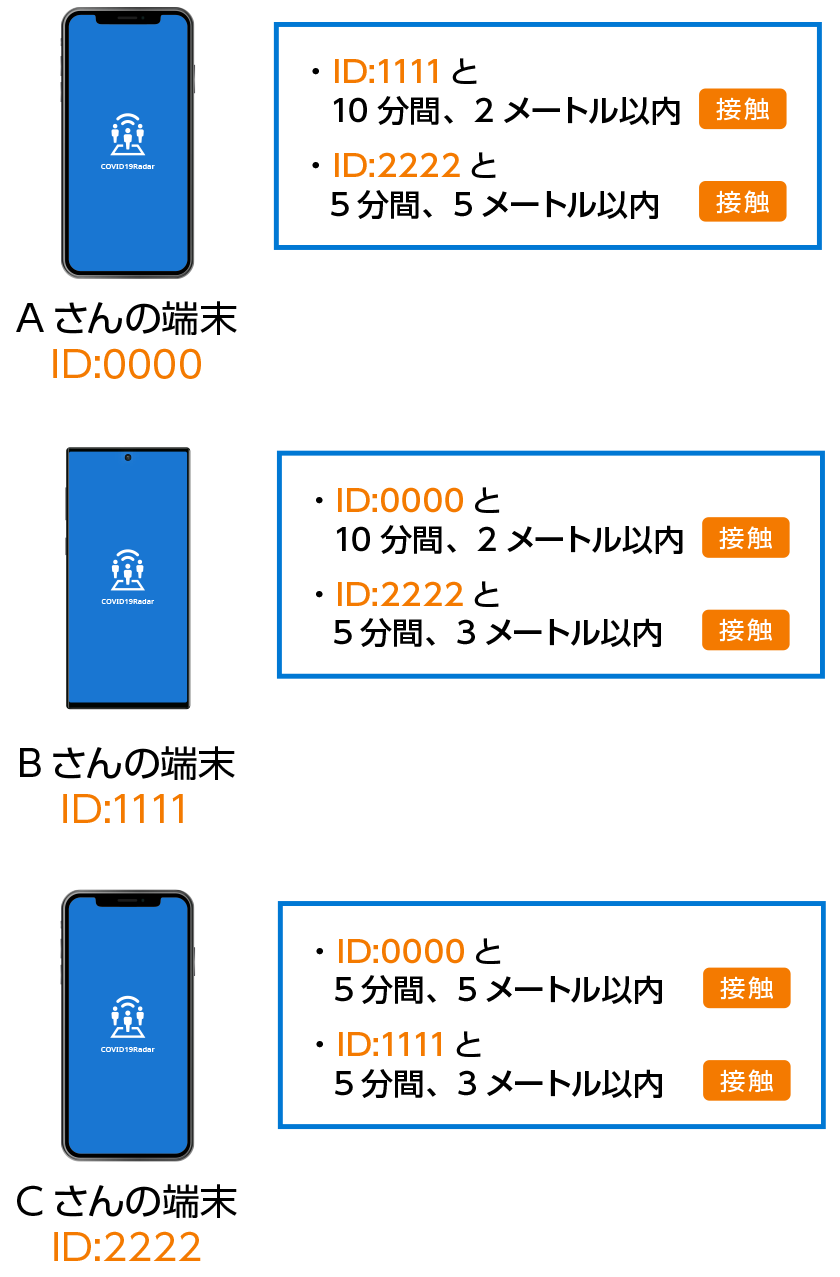 COVID19Radar
・ID:1111 と
10 分間、2 メートル以内 接触
・ID:2222 と
5 分間、5 メートル以内 接触
A さんの端末
ID:0000
COVID19Radar
・ID:0000 と
10 分間、2 メートル以内 接触
・ID:2222 と
5 分間、3 メートル以内 接触
B さんの端末
ID:1111
COVID19Radar
・ID:0000 と
5 分間、5 メートル以内 接触
・ID:1111 と
5 分間、3 メートル以内 接触
C さんの端末
ID:2222